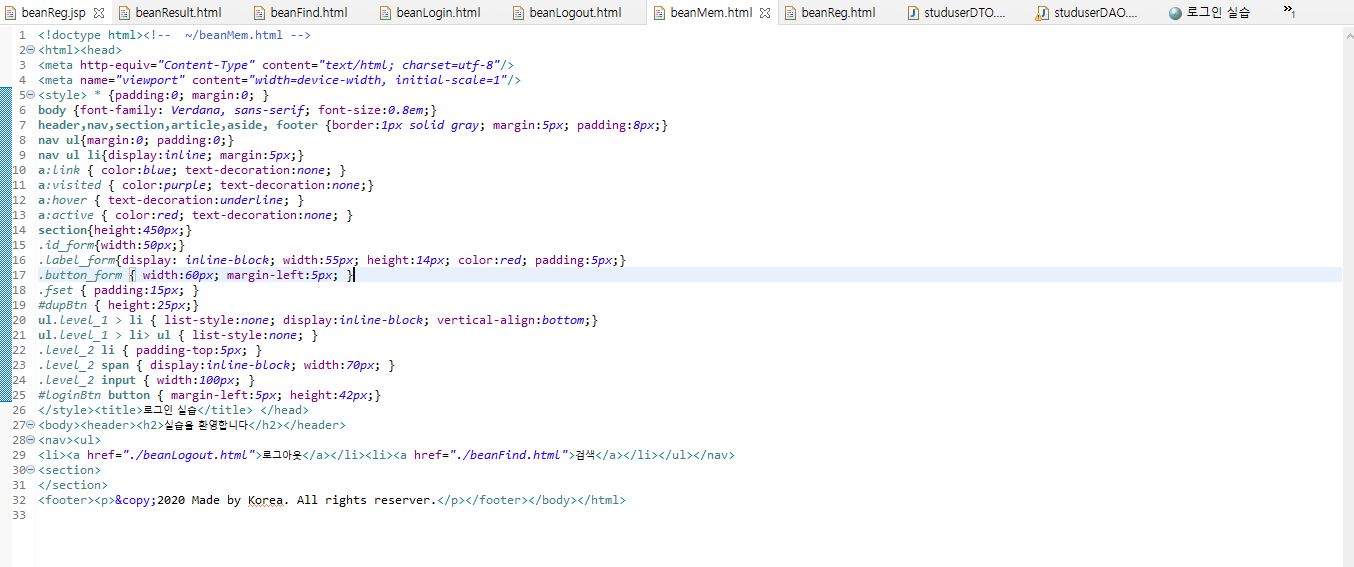 beanReg.jsp beanResult.html beanFind.html beanLogin.html beanLogout.html beanMem.html beanReg.html studuserDTO.... studuserDAO.... 로그인 실습 »1
1 <!doctype html><!--  ~/beanMem.html -->
2 <html><head>
3 <meta http-equiv="Content-Type" content="text/html; charset=utf-8"/>
4 <meta name="viewport" content="width=device-width, initial-scale=1"/>
5 <style> * {padding:0; margin:0; }
6 body {font-family: Verdana, sans-serif; font-size:0.8em;}
7 header,nav,section,article,aside, footer {border:1px solid gray; margin:5px; padding:8px;}
8 nav ul{margin:0; padding:0;}
9 nav ul li{display:inline; margin:5px;}
10 a:link { color:blue; text-decoration:none; }
11 a:visited { color:purple; text-decoration:none;}
12 a:hover { text-decoration:underline; }
13 a:active { color:red; text-decoration:none; }
14 section{height:450px;}
15 .id_form{width:50px;}
16 .label_form{display: inline-block; width:55px; height:14px; color:red; padding:5px;}
17 .button_form { width:60px; margin-left:5px; }
18 .fset { padding:15px; }
19 #dupBtn { height:25px;}
20 ul.level_1 > li { list-style:none; display:inline-block; vertical-align:bottom;}
21 ul.level_1 > li> ul { list-style:none; }
22 .level_2 li { padding-top:5px; }
23 .level_2 span { display:inline-block; width:70px; }
24 .level_2 input { width:100px; }
25 #loginBtn button { margin-left:5px; height:42px;}
26 </style><title>로그인 실습</title> </head>
27 <body><header><h2>실습을 환영합니다</h2></header>
28 <nav><ul>
29 <li><a href="./beanLogout.html">로그아웃</a></li><li><a href="./beanFind.html">검색</a></li></ul></nav>
30 <section>
31 </section>
32 <footer><p>&copy;2020 Made by Korea. All rights reserver.</p></footer></body></html>
33